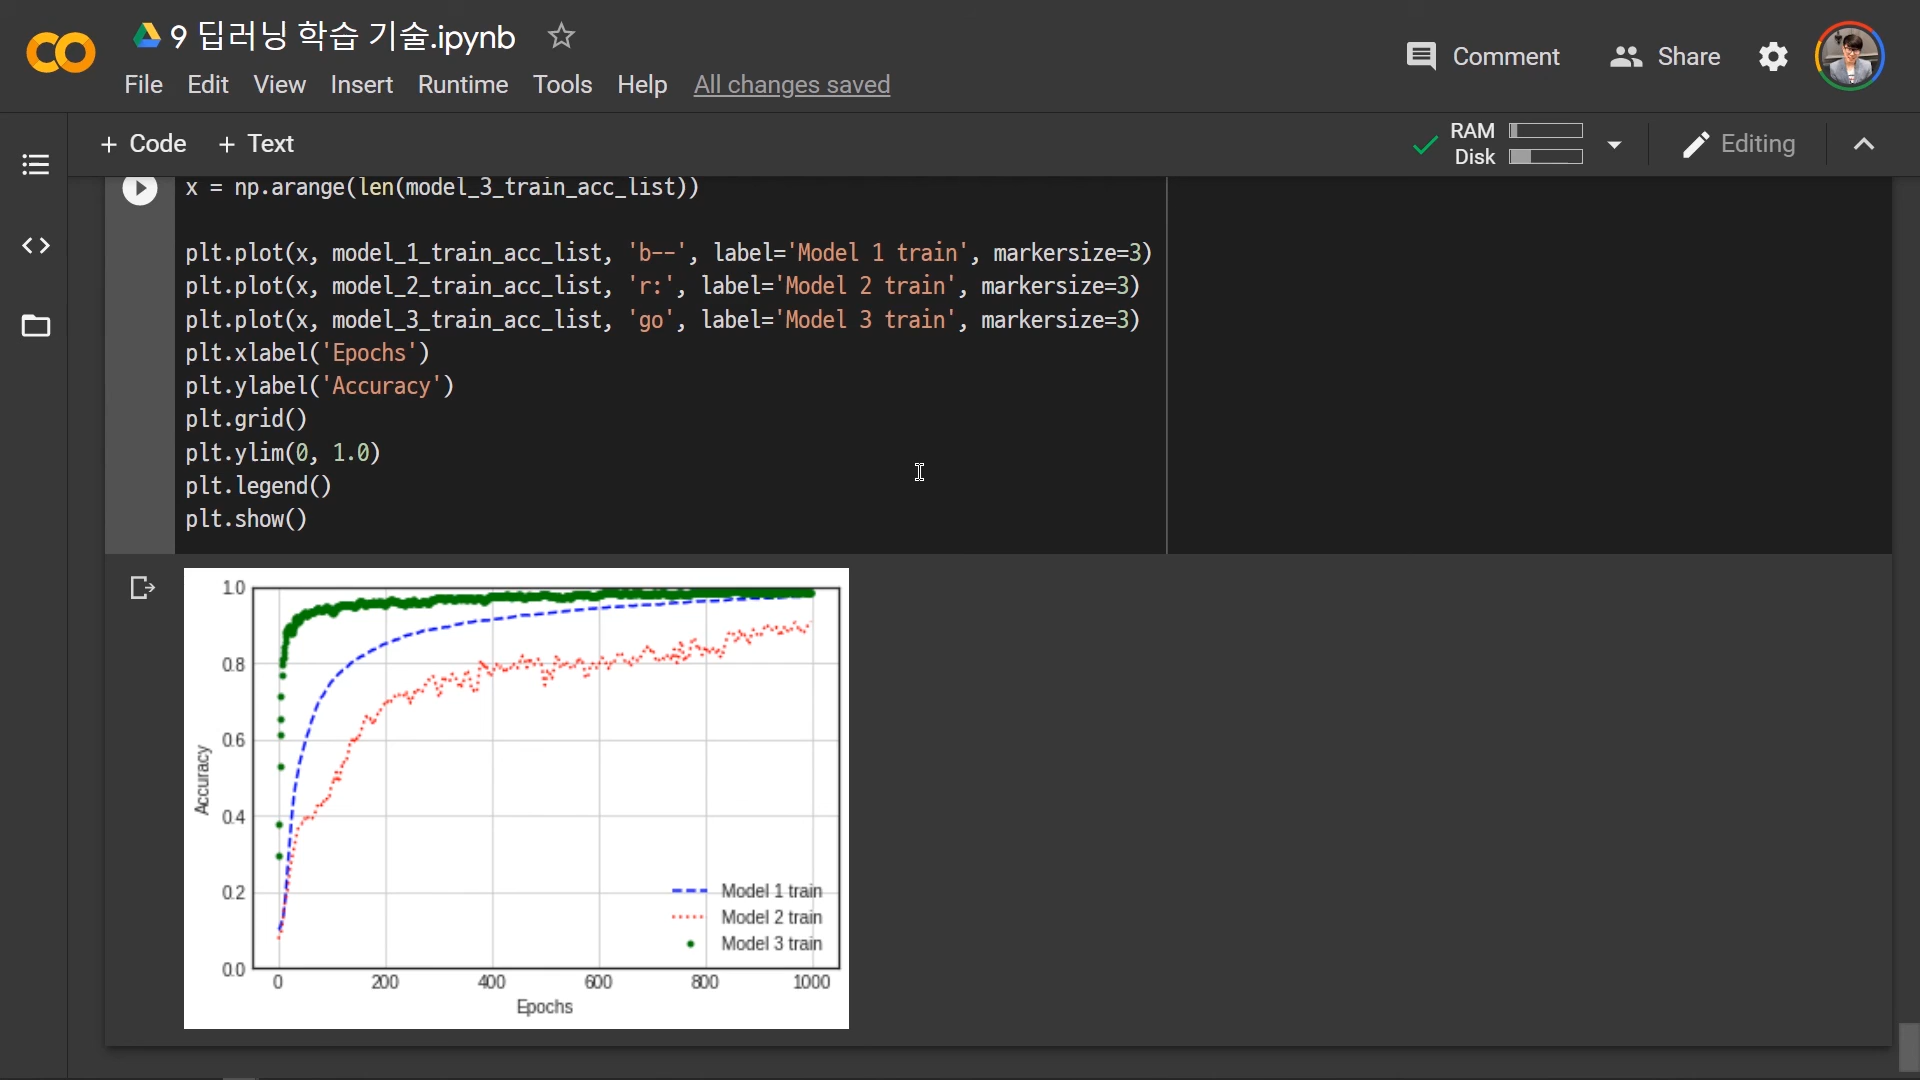 9 딥러닝 학습 기술.ipynb
File Edit View Insert Runtime Tools Help All changes saved
Comment Share
+ Code + Text
RAM
Disk
Editing
x = np.arange(len(model_3_train_acc_list))
plt.plot(x, model_1_train_acc_list, 'b--', label='Model 1 train', markersize=3)
plt.plot(x, model_2_train_acc_list, 'r:', label='Model 2 train', markersize=3)
plt.plot(x, model_3_train_acc_list, 'go', label='Model 3 train', markersize=3)
plt.xlabel('Epochs')
plt.ylabel('Accuracy')
plt.grid()
plt.ylim(0, 1.0)
plt.legend()
plt.show()
1.0
0.8
0.6
0.4
0.2
0.0
Accuracy
Model 1 train
Model 2 train
Model 3 train
0 200 400 600 800 1000
Epochs